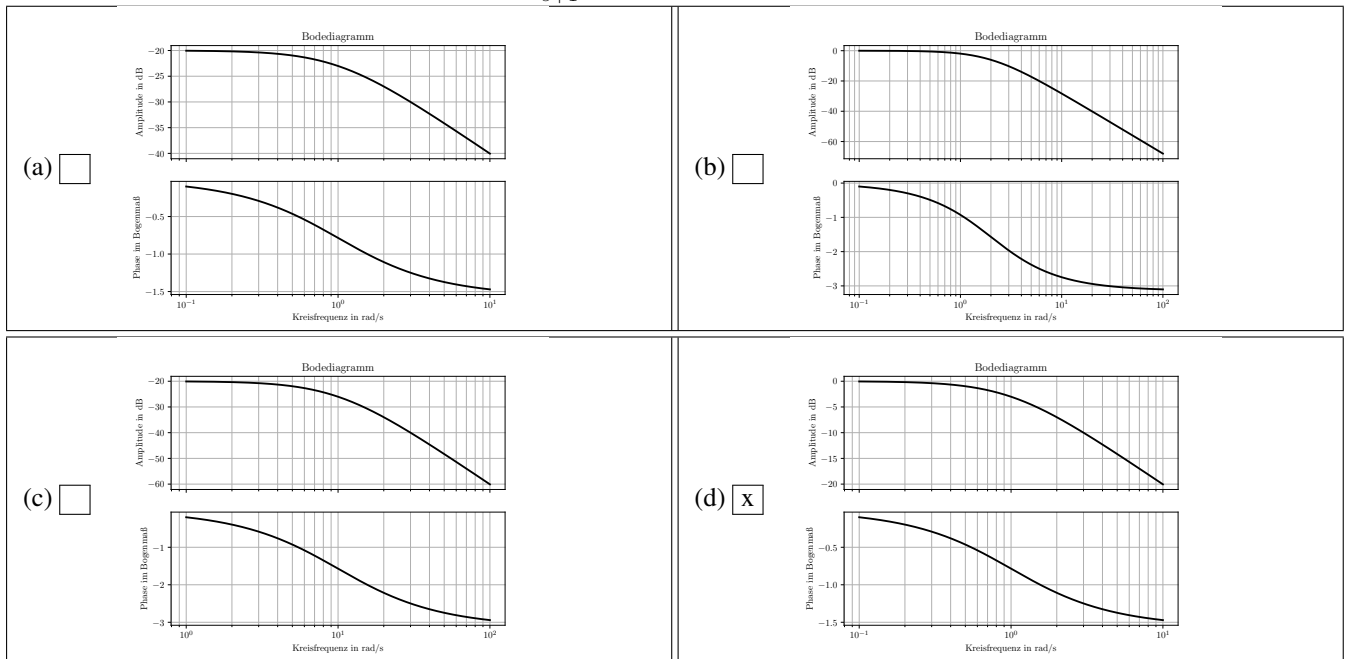 Bodediagramm
Amplitude in dB
−20
−25
−30
−35
−40
(a)
Phase im Bogenmaß
−0.5
−1.0
−1.5
10⁻¹ 10⁰ 10¹
Kreisfrequenz in rad/s
Bodediagramm
Amplitude in dB
0
−20
−40
−60
(b)
Phase im Bogenmaß
0
−1
−2
−3
10⁻¹ 10⁰ 10¹ 10²
Kreisfrequenz in rad/s
Bodediagramm
Amplitude in dB
−20
−30
−40
−50
−60
(c)
Phase im Bogenmaß
−1
−2
−3
10⁰ 10¹ 10²
Kreisfrequenz in rad/s
Bodediagramm
Amplitude in dB
0
−5
−10
−15
−20
(d) x
Phase im Bogenmaß
−0.5
−1.0
−1.5
10⁻¹ 10⁰ 10¹
Kreisfrequenz in rad/s